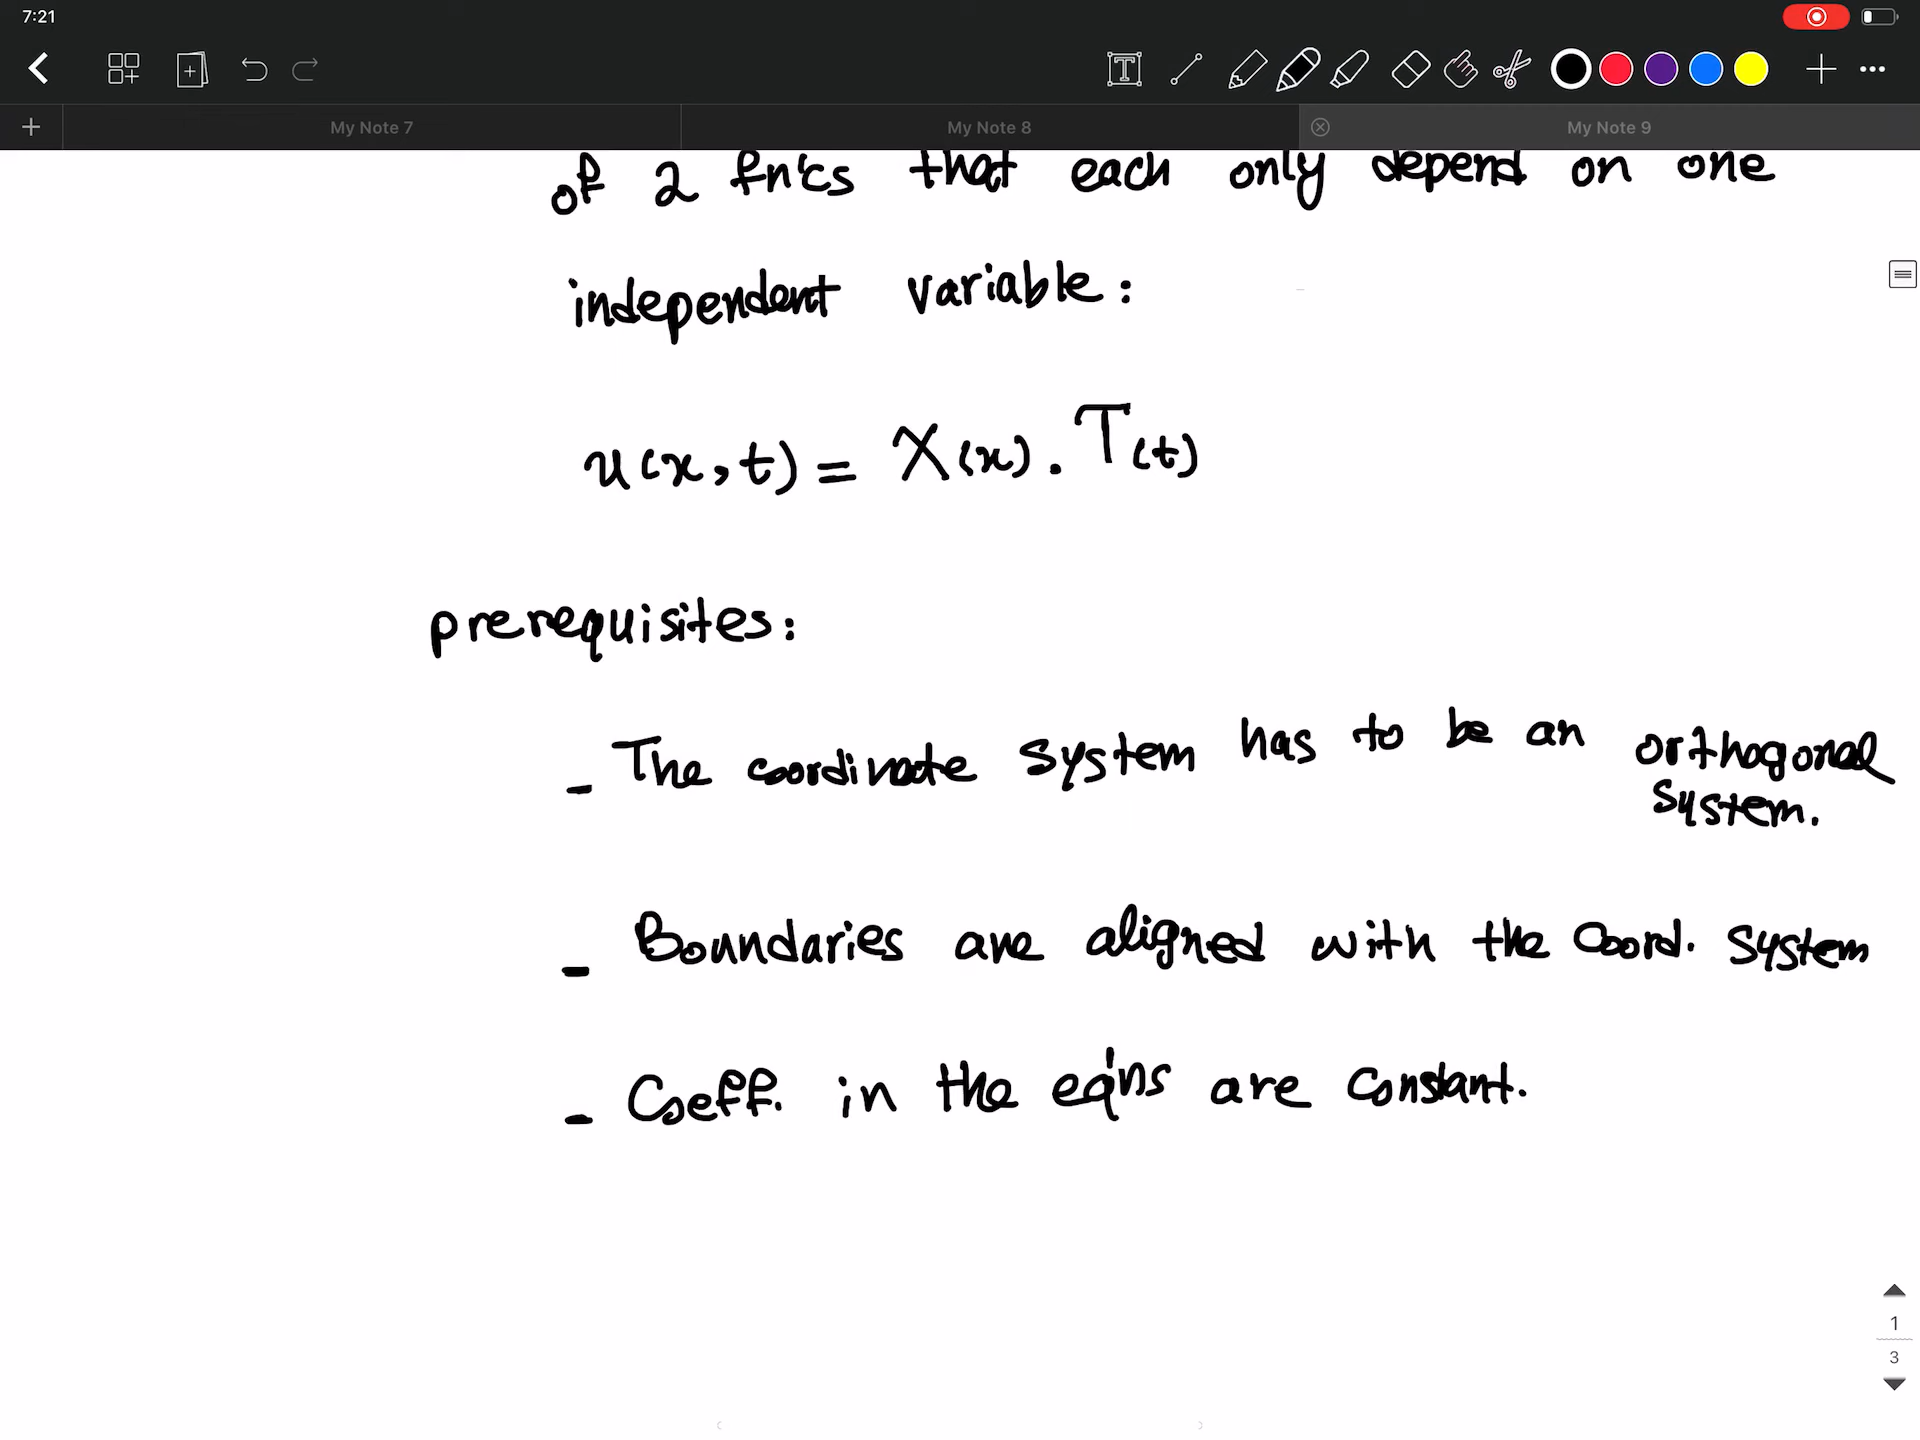 7:21
My Note 7
My Note 8
My Note 9
of 2 fn'cs that each only depend on one
independent variable:
u(x,t) = X(x). T(t)
prerequisites:
- The coordinate system has to be an orthogonal
system.
- Boundaries are aligned with the Coord. System
- Coeff. in the eq'ns are constant.
1
3